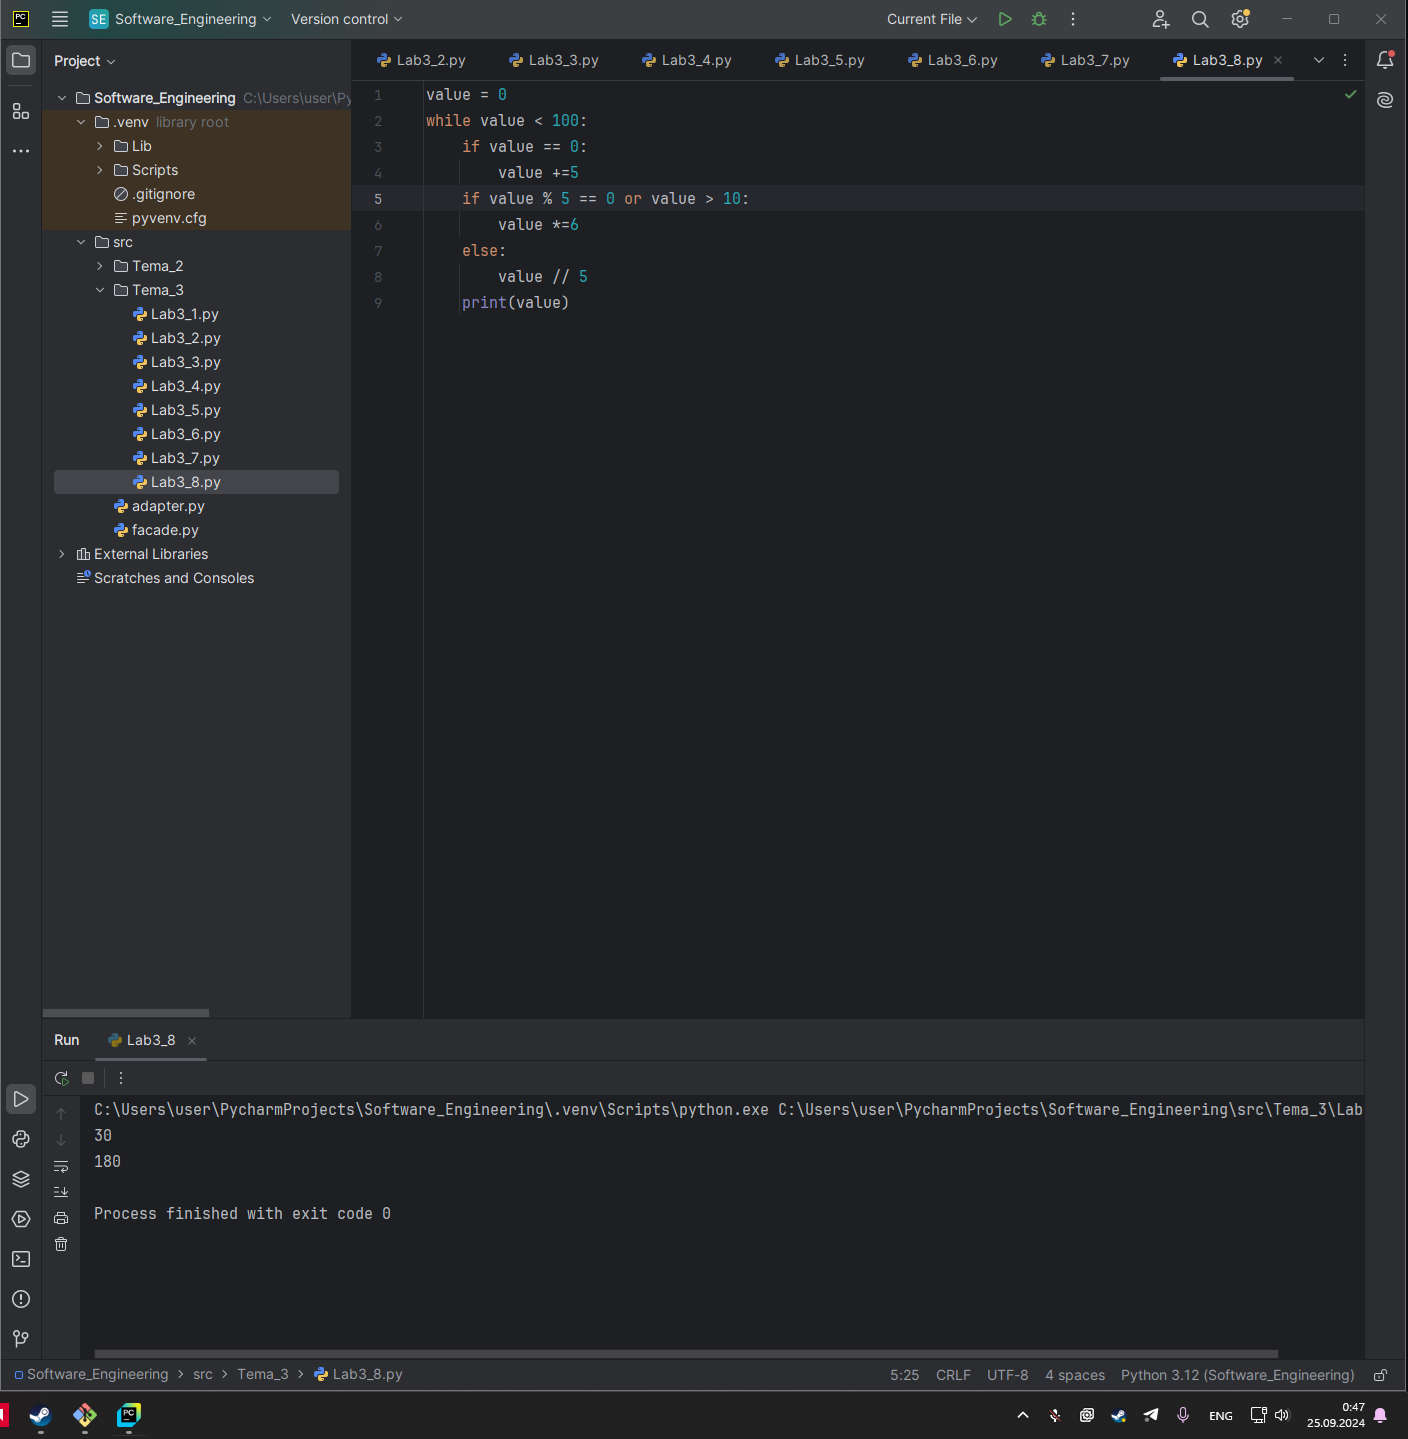 PC
SE Software_Engineering
Version control
Current File
Project
Lab3_2.py
Lab3_3.py
Lab3_4.py
Lab3_5.py
Lab3_6.py
Lab3_7.py
Lab3_8.py
Software_Engineering C:\Users\user\Py
.venv library root
Lib
Scripts
.gitignore
pyvenv.cfg
src
Tema_2
Tema_3
Lab3_1.py
Lab3_2.py
Lab3_3.py
Lab3_4.py
Lab3_5.py
Lab3_6.py
Lab3_7.py
Lab3_8.py
adapter.py
facade.py
External Libraries
Scratches and Consoles
1 value = 0
2 while value < 100:
3     if value == 0:
4         value +=5
5     if value % 5 == 0 or value > 10:
6         value *=6
7     else:
8         value // 5
9     print(value)
Run
Lab3_8
C:\Users\user\PycharmProjects\Software_Engineering\.venv\Scripts\python.exe C:\Users\user\PycharmProjects\Software_Engineering\src\Tema_3\Lab
30
180
Process finished with exit code 0
Software_Engineering > src > Tema_3 > Lab3_8.py
5:25 CRLF UTF-8 4 spaces Python 3.12 (Software_Engineering)
PC
ENG
0:47
25.09.2024